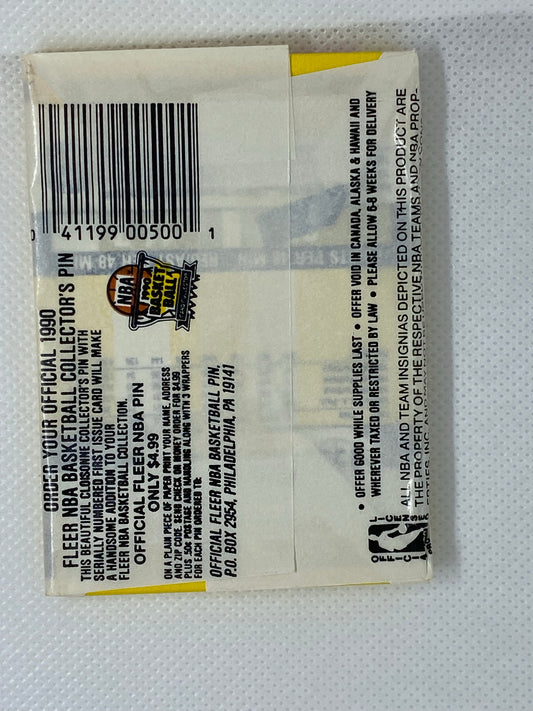 ORDER YOUR OFFICIAL 1990
FLEER NBA BASKETBALL COLLECTOR'S PIN
THIS BEAUTIFUL CLOISONNE COLLECTOR'S PIN WITH
SERIALLY NUMBERED FIRST ISSUE CARD WILL MAKE
A HANDSOME ADDITION TO YOUR
FLEER NBA BASKETBALL COLLECTION.
OFFICIAL FLEER NBA PIN
ONLY $4.99
ON A PLAIN PIECE OF PAPER PRINT YOUR NAME, ADDRESS
AND ZIP CODE. SEND CHECK OR MONEY ORDER FOR $4.99
PLUS 50¢ POSTAGE AND HANDLING ALONG WITH 3 WRAPPERS
FOR EACH PIN ORDERED TO:
OFFICIAL FLEER NBA BASKETBALL PIN,
P.O. BOX 2954, PHILADELPHIA, PA 19141
0 41199 00500 1
NBA
1990
BASKET
BALL
• OFFER GOOD WHILE SUPPLIES LAST • OFFER VOID IN CANADA, ALASKA & HAWAII AND
WHEREVER TAXED OR RESTRICTED BY LAW • PLEASE ALLOW 6-8 WEEKS FOR DELIVERY
ALL NBA AND TEAM INSIGNIAS DEPICTED ON THIS PRODUCT ARE
THE PROPERTY OF THE RESPECTIVE NBA TEAMS AND NBA PROP-
OFFICIA
LICENSE